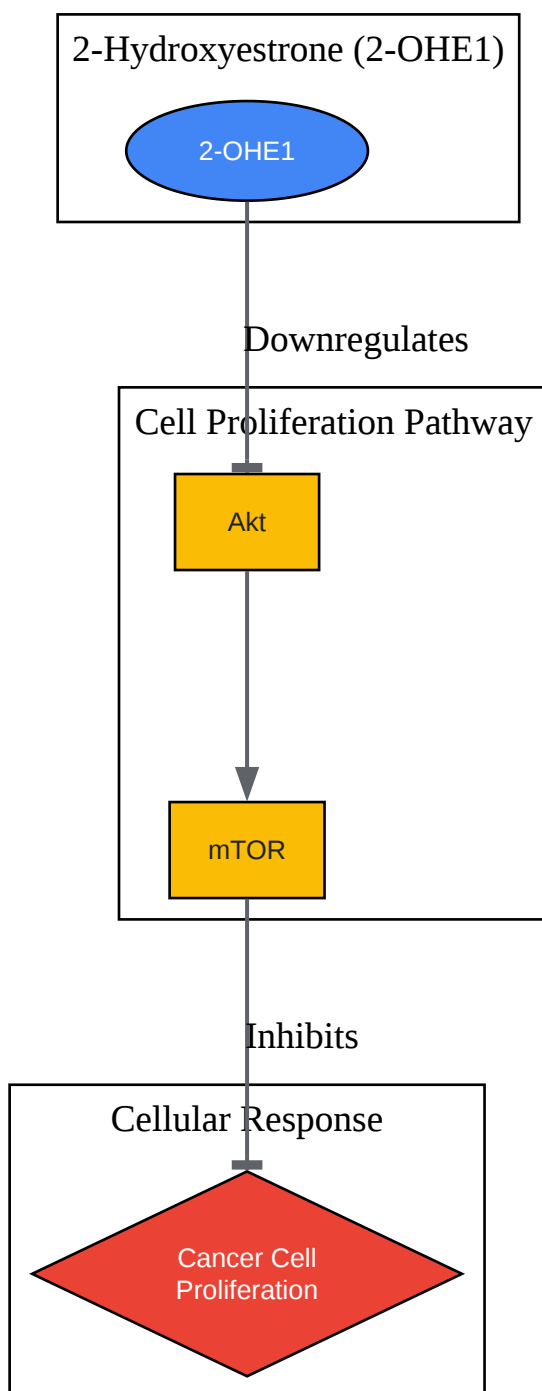 2-Hydroxyestrone (2-OHE1)
2-OHE1
Downregulates
Cell Proliferation Pathway
Akt
mTOR
Inhibits
Cellular Response
Cancer Cell
Proliferation